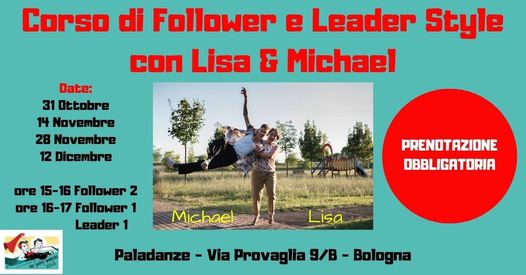 Corso di Follower e Leader Style
con Lisa & Michael
Date:
31 Ottobre
14 Novembre
28 Novembre
12 Dicembre
ore 15-16 Follower 2
ore 16-17 Follower 1
Leader 1
PRENOTAZIONE
OBBLIGATORIA
Michael
Lisa
Paladanze - Via Provaglia 9/B - Bologna